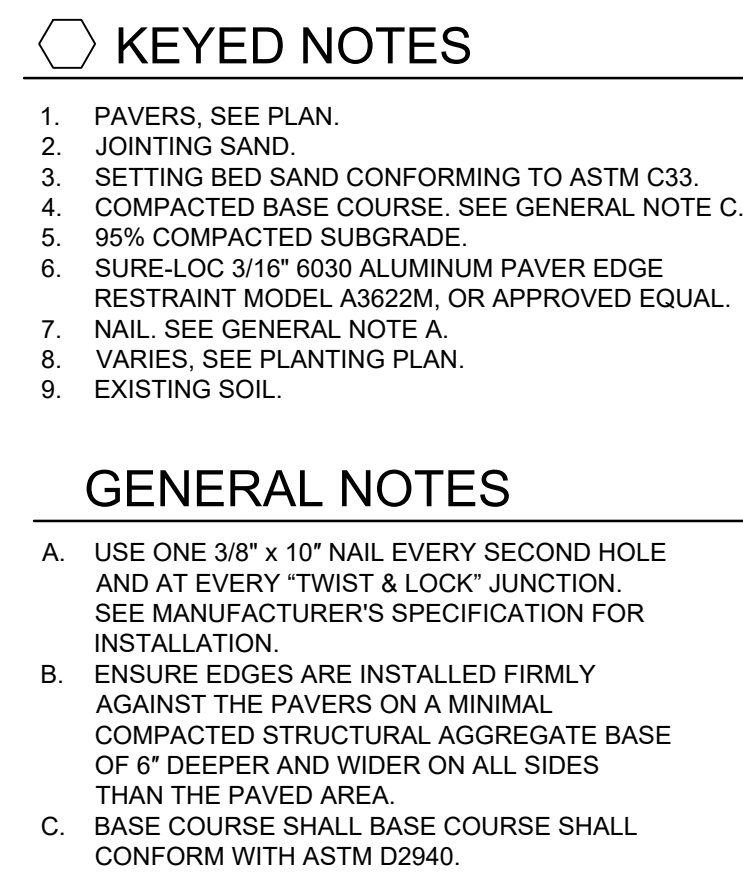 KEYED NOTES
1. PAVERS, SEE PLAN.
2. JOINTING SAND.
3. SETTING BED SAND CONFORMING TO ASTM C33.
4. COMPACTED BASE COURSE. SEE GENERAL NOTE C.
5. 95% COMPACTED SUBGRADE.
6. SURE-LOC 3/16" 6030 ALUMINUM PAVER EDGE
RESTRAINT MODEL A3622M, OR APPROVED EQUAL.
7. NAIL. SEE GENERAL NOTE A.
8. VARIES, SEE PLANTING PLAN.
9. EXISTING SOIL.
GENERAL NOTES
A. USE ONE 3/8" x 10″ NAIL EVERY SECOND HOLE
AND AT EVERY “TWIST & LOCK” JUNCTION.
SEE MANUFACTURER'S SPECIFICATION FOR
INSTALLATION.
B. ENSURE EDGES ARE INSTALLED FIRMLY
AGAINST THE PAVERS ON A MINIMAL
COMPACTED STRUCTURAL AGGREGATE BASE
OF 6″ DEEPER AND WIDER ON ALL SIDES
THAN THE PAVED AREA.
C. BASE COURSE SHALL BASE COURSE SHALL
CONFORM WITH ASTM D2940.